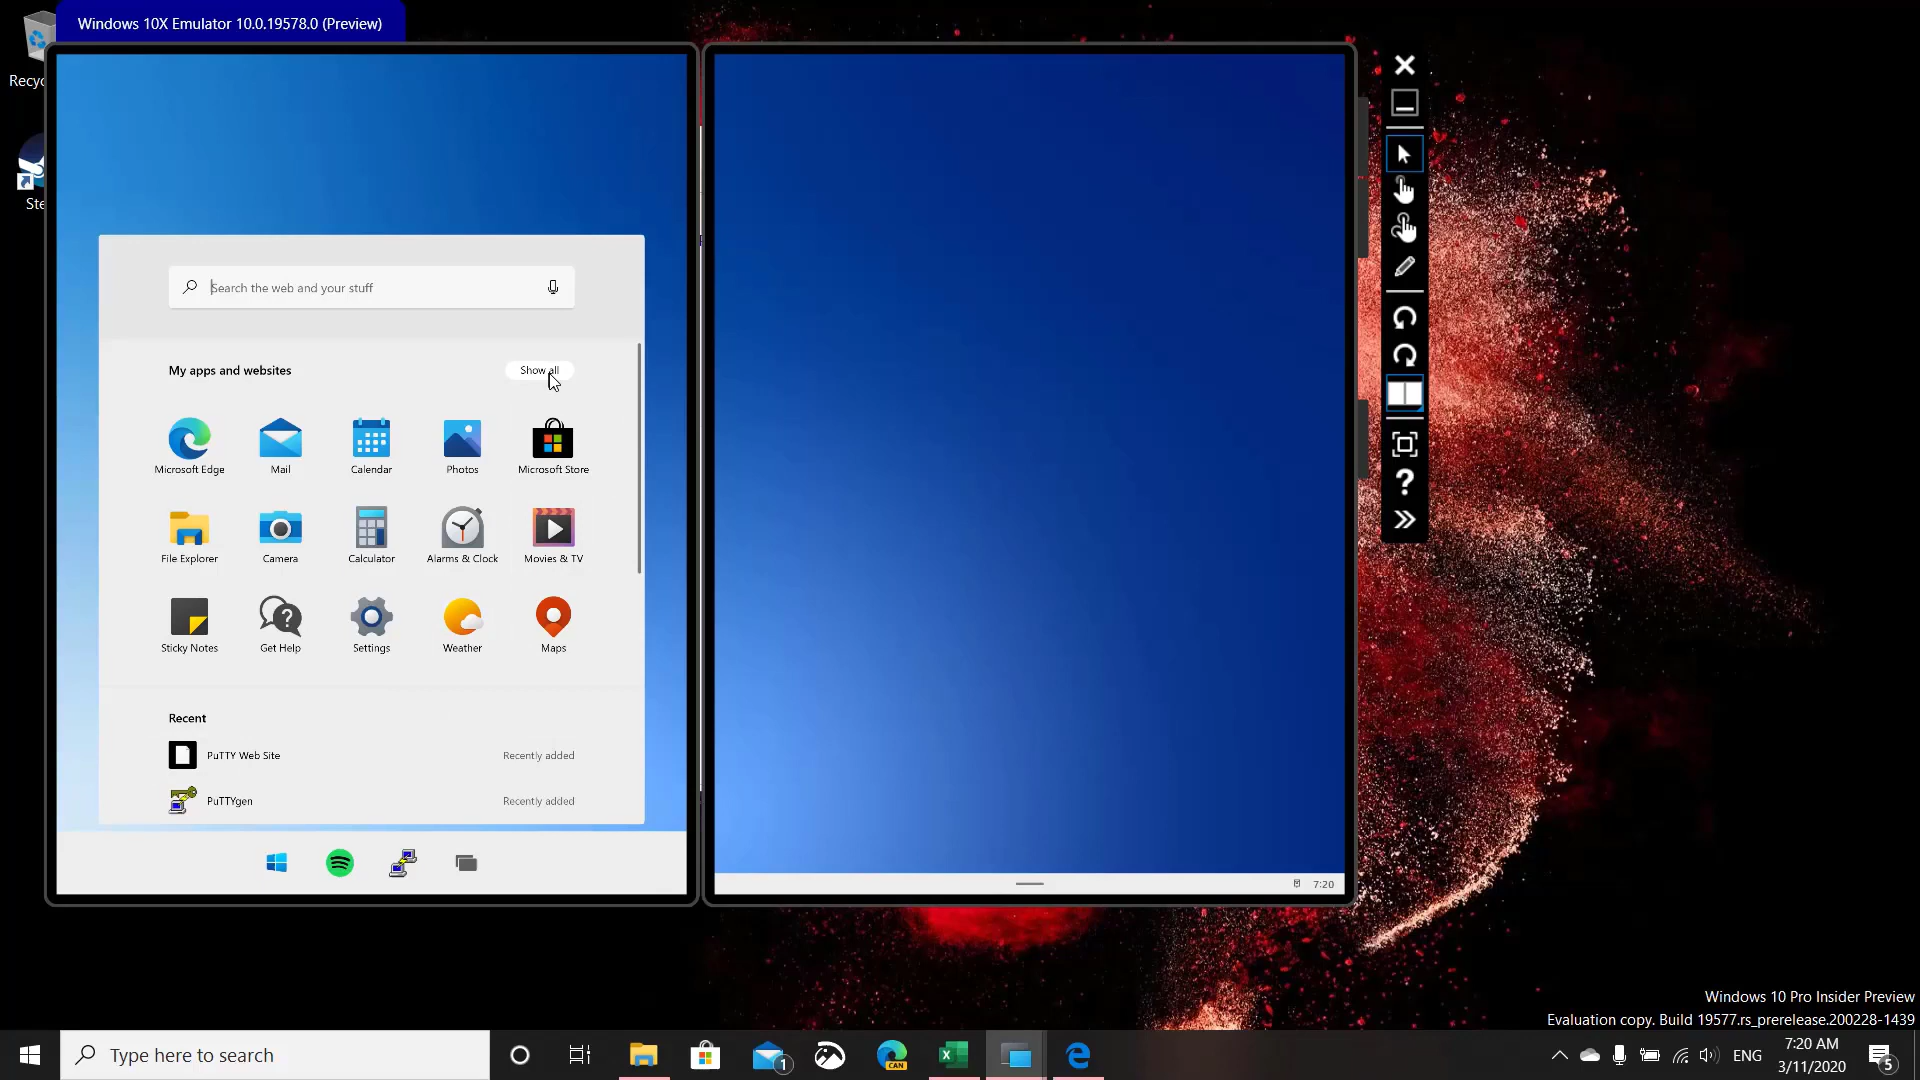 Windows 10X Emulator 10.0.19578.0 (Preview)
Recyc
Ste
Search the web and your stuff
My apps and websites
Show all
Microsoft Edge
Mail
Calendar
Photos
Microsoft Store
File Explorer
Camera
Calculator
Alarms & Clock
Movies & TV
Sticky Notes
Get Help
Settings
Weather
Maps
Recent
PuTTY Web Site
Recently added
PuTTYgen
Recently added
7:20
Windows 10 Pro Insider Preview
Evaluation copy. Build 19577.rs_prerelease.200228-1439
Type here to search
1
CAN
ENG
7:20 AM
3/11/2020
5